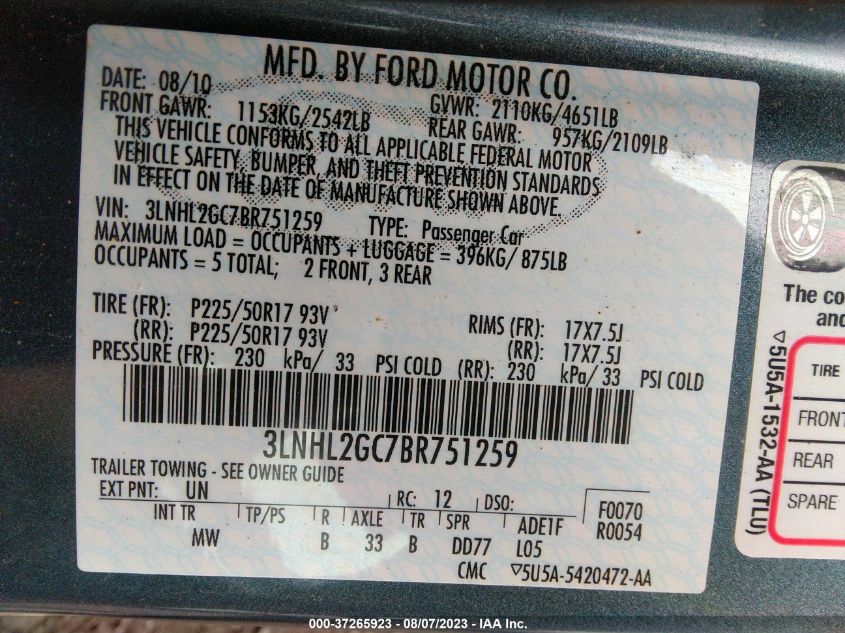 MFD. BY FORD MOTOR CO.
DATE: 08/10 GVWR: 2110KG/4651LB
FRONT GAWR: 1153KG/2542LB REAR GAWR: 957KG/2109LB
THIS VEHICLE CONFORMS TO ALL APPLICABLE FEDERAL MOTOR
VEHICLE SAFETY, BUMPER, AND THEFT PREVENTION STANDARDS
IN EFFECT ON THE DATE OF MANUFACTURE SHOWN ABOVE.
VIN: 3LNHL2GC7BR751259 TYPE: Passenger Car
MAXIMUM LOAD = OCCUPANTS + LUGGAGE = 396KG/ 875LB
OCCUPANTS = 5 TOTAL; 2 FRONT, 3 REAR
TIRE (FR): P225/50R17 93V RIMS (FR): 17X7.5J
(RR): P225/50R17 93V (RR): 17X7.5J
PRESSURE (FR): 230 kPa/ 33 PSI COLD (RR): 230 kPa/ 33 PSI COLD
3LNHL2GC7BR751259
TRAILER TOWING - SEE OWNER GUIDE
EXT PNT: UN RC: 12 DSO: F0070
INT TR TP/PS R AXLE TR SPR ADE1F R0054
MW B 33 B DD77 L05
CMC ▽5U5A-5420472-AA
The co
and
▽5U5A-1532-AA (TLU)
TIRE
FRONT
REAR
SPARE
000-37265923 - 08/07/2023 - IAA Inc.